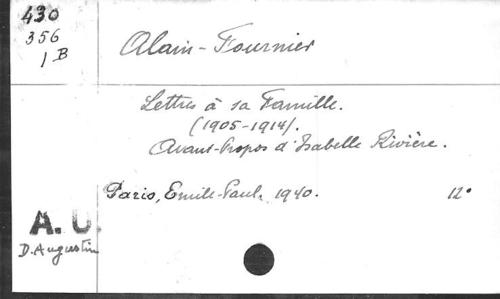 430
356
1 B
Alain-Fournier
Lettres à sa Famille.
(1905-1914).
Avant-Propos d'Isabelle Rivière.
Paris, Emile-Paul. 1940. 12°
A. U.
D. Augustin